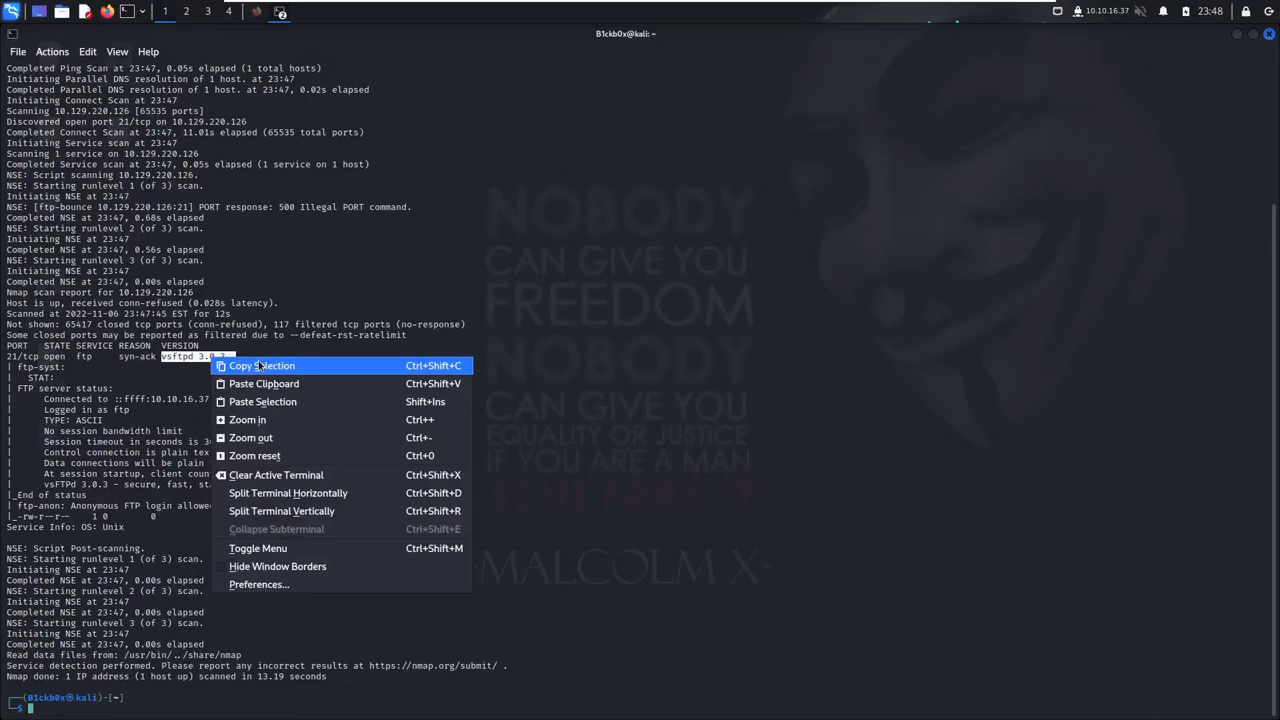 1 2 3 4 2 10.10.16.37 23:48
B1ckb0x@kali: ~
File Actions Edit View Help
Completed Ping Scan at 23:47, 0.05s elapsed (1 total hosts)
Initiating Parallel DNS resolution of 1 host. at 23:47
Completed Parallel DNS resolution of 1 host. at 23:47, 0.02s elapsed
Initiating Connect Scan at 23:47
Scanning 10.129.220.126 [65535 ports]
Discovered open port 21/tcp on 10.129.220.126
Completed Connect Scan at 23:47, 11.01s elapsed (65535 total ports)
Initiating Service scan at 23:47
Scanning 1 service on 10.129.220.126
Completed Service scan at 23:47, 0.05s elapsed (1 service on 1 host)
NSE: Script scanning 10.129.220.126.
NSE: Starting runlevel 1 (of 3) scan.
Initiating NSE at 23:47
NSE: [ftp-bounce 10.129.220.126:21] PORT response: 500 Illegal PORT command.
Completed NSE at 23:47, 0.68s elapsed
NSE: Starting runlevel 2 (of 3) scan.
Initiating NSE at 23:47
Completed NSE at 23:47, 0.56s elapsed
NSE: Starting runlevel 3 (of 3) scan.
Initiating NSE at 23:47
Completed NSE at 23:47, 0.00s elapsed
Nmap scan report for 10.129.220.126
Host is up, received conn-refused (0.028s latency).
Scanned at 2022-11-06 23:47:45 EST for 12s
Not shown: 65417 closed tcp ports (conn-refused), 117 filtered tcp ports (no-response)
Some closed ports may be reported as filtered due to --defeat-rst-ratelimit
PORT STATE SERVICE REASON VERSION
21/tcp open ftp syn-ack vsftpd 3.0.3
| ftp-syst:
| STAT:
| FTP server status:
| Connected to ::ffff:10.10.16.37
| Logged in as ftp
| TYPE: ASCII
| No session bandwidth limit
| Session timeout in seconds is 3
| Control connection is plain tex
| Data connections will be plain
| At session startup, client coun
| vsFTPd 3.0.3 - secure, fast, st
|_End of status
| ftp-anon: Anonymous FTP login allowe
|_-rw-r--r-- 1 0 0
Service Info: OS: Unix
NSE: Script Post-scanning.
NSE: Starting runlevel 1 (of 3)
Initiating NSE at 23:47
Completed NSE at 23:47, 0.00s elapsed
NSE: Starting runlevel 2 (of 3) scan.
Initiating NSE at 23:47
Completed NSE at 23:47, 0.00s elapsed
NSE: Starting runlevel 3 (of 3) scan.
Initiating NSE at 23:47
Completed NSE at 23:47, 0.00s elapsed
Read data files from: /usr/bin/../share/nmap
Service detection performed. Please report any incorrect results at https://nmap.org/submit/ .
Nmap done: 1 IP address (1 host up) scanned in 13.19 seconds
(B1ckb0x㉿kali)-[~]
$
Copy Selection Ctrl+Shift+C
Paste Clipboard Ctrl+Shift+V
Paste Selection Shift+Ins
Zoom in Ctrl++
Zoom out Ctrl+-
Zoom reset Ctrl+0
Clear Active Terminal Ctrl+Shift+X
Split Terminal Horizontally Ctrl+Shift+D
Split Terminal Vertically Ctrl+Shift+R
Collapse Subterminal Ctrl+Shift+E
Toggle Menu Ctrl+Shift+M
Hide Window Borders
Preferences...
NOBODY
CAN GIVE YOU
FREEDOM
NOBODY
CAN GIVE YOU
EQUALITY OR JUSTICE
IF YOU ARE A MAN
YOU TAKE IT
-MALCOLM X-